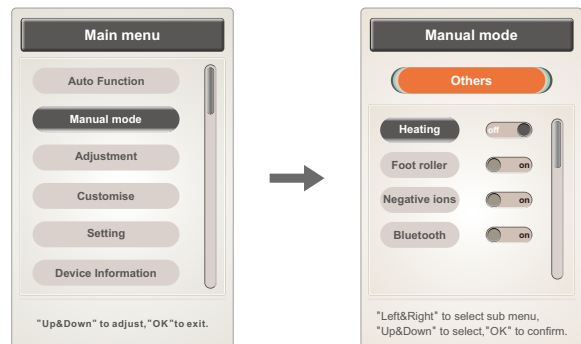 Main menu
Auto Function
Manual mode
Adjustment
Customise
Setting
Device Information
"Up&Down" to adjust,"OK"to exit.
Manual mode
Others
Heating off
Foot roller on
Negative ions on
Bluetooth on
"Left&Right" to select sub menu,
"Up&Down" to select,"OK" to confirm.